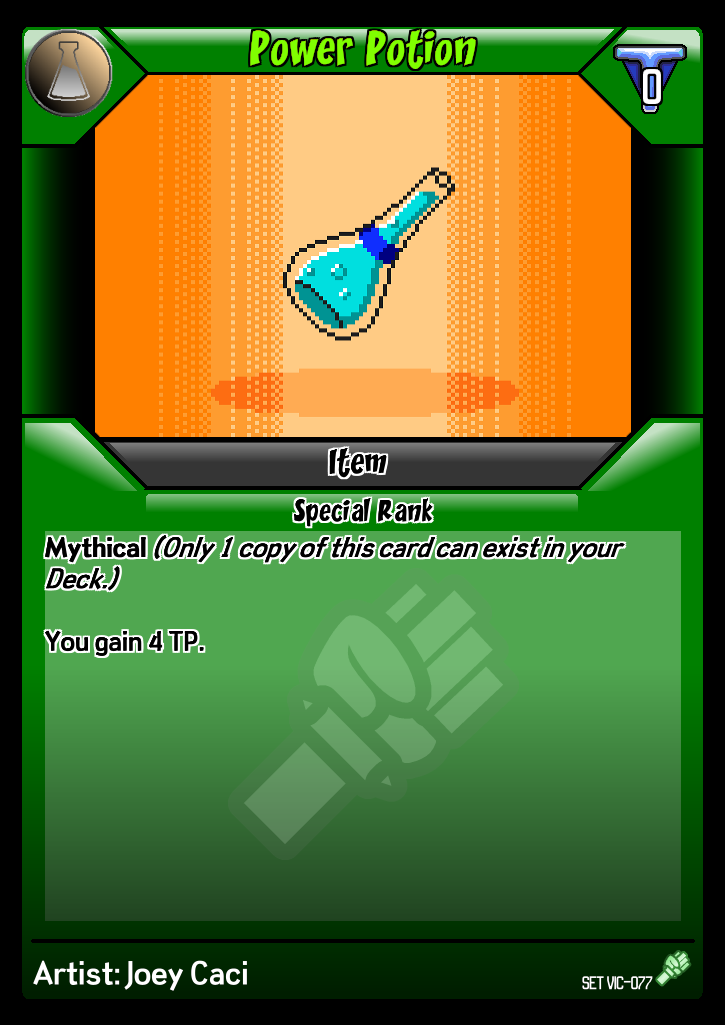 Power Potion
0
Item
Special Rank
Mythical (Only 1 copy of this card can exist in your
Deck.)
You gain 4 TP.
Artist: Joey Caci
SET VIC-077